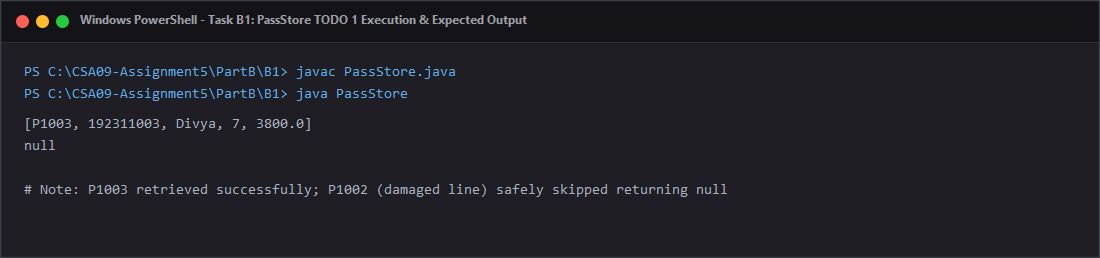 Windows PowerShell - Task B1: PassStore TODO 1 Execution & Expected Output
PS C:\CSA09-Assignment5\PartB\B1> javac PassStore.java
PS C:\CSA09-Assignment5\PartB\B1> java PassStore
[P1003, 192311003, Divya, 7, 3800.0]
null
# Note: P1003 retrieved successfully; P1002 (damaged line) safely skipped returning null